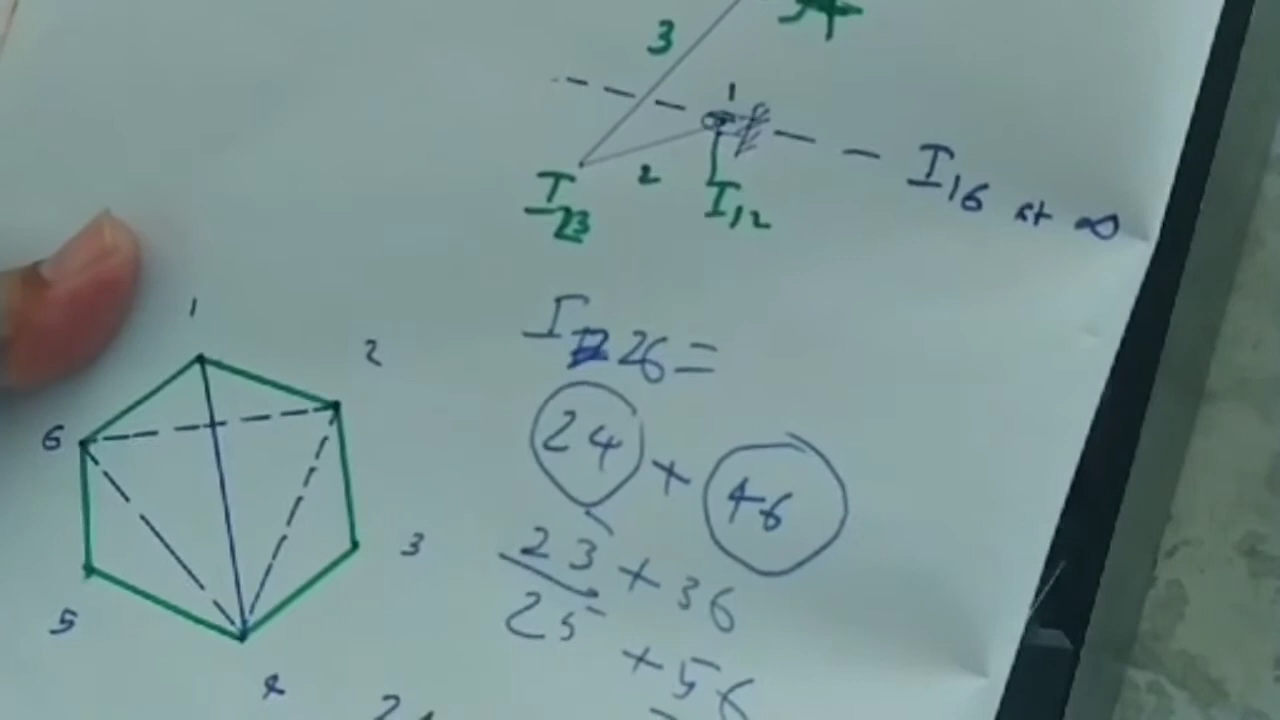 3
1
I16 at ∞
2
I23
I12
1
2
I26=
6
24 + 46
3
23 + 36
5
25 + 56
4